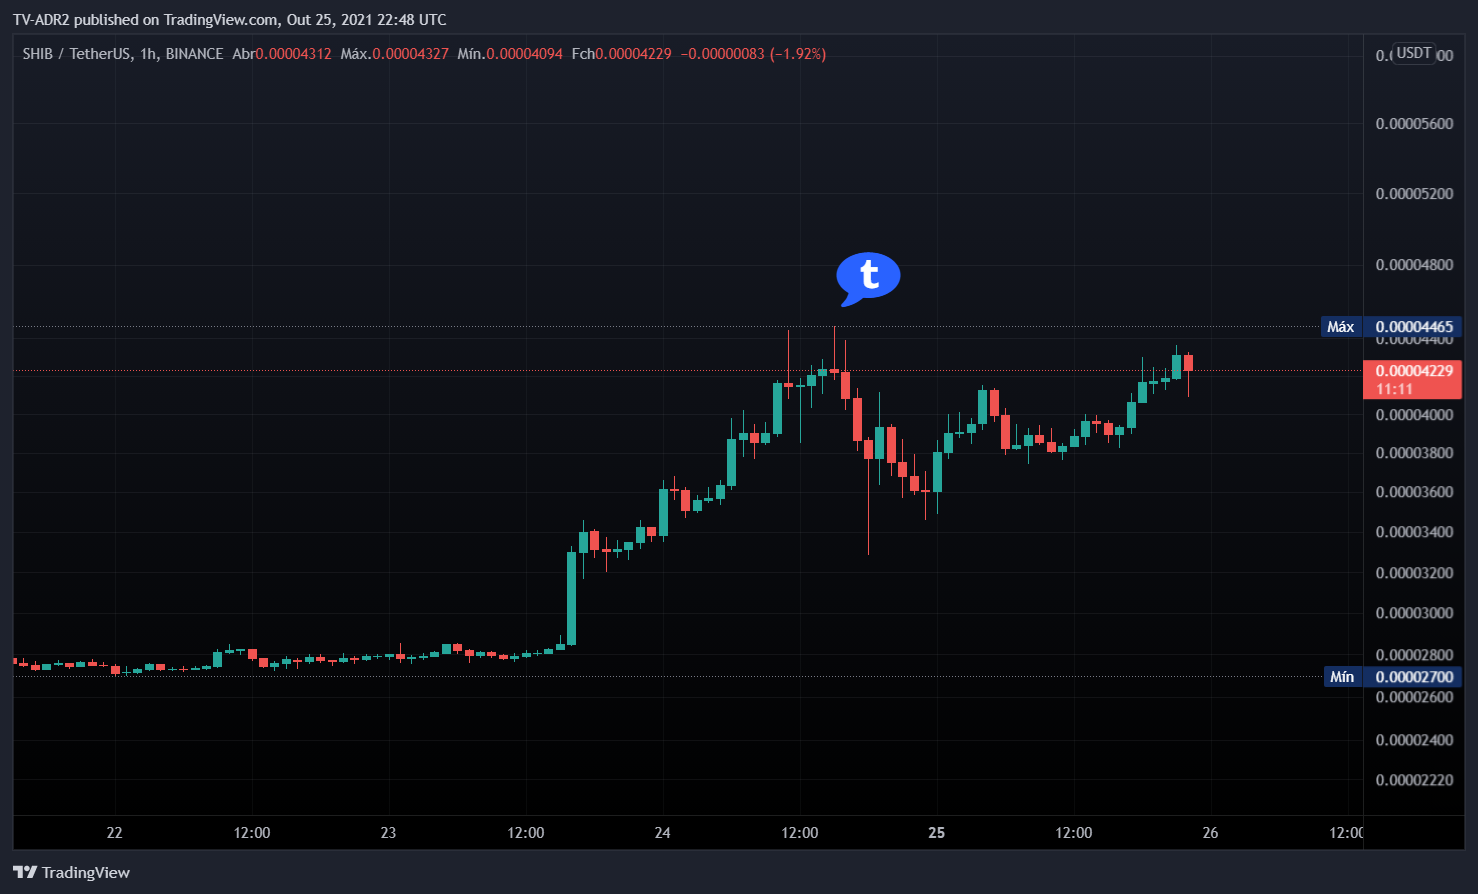 TV-ADR2 published on TradingView.com, Out 25, 2021 22:48 UTC
SHIB / TetherUS, 1h, BINANCE Abr0.00004312 Máx.0.00004327 Mín.0.00004094 Fch0.00004229 −0.00000083 (−1.92%)
USDT
0.00005600
0.00005200
0.00004800
t
Máx 0.00004465
0.00004400
0.00004229
11:11
0.00004000
0.00003800
0.00003600
0.00003400
0.00003200
0.00003000
0.00002800
Mín 0.00002700
0.00002600
0.00002400
0.00002220
22 12:00 23 12:00 24 12:00 25 12:00 26 12:00
TradingView